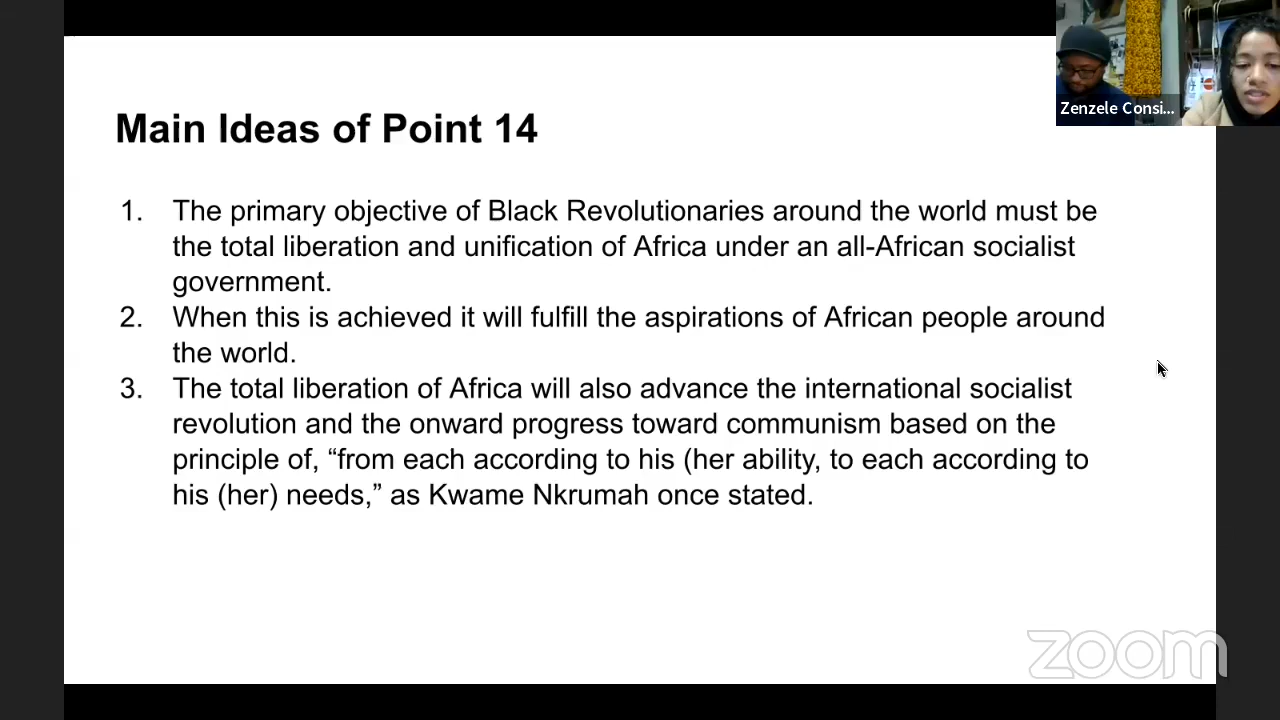 Zenzele Consi...
Main Ideas of Point 14
1. The primary objective of Black Revolutionaries around the world must be
the total liberation and unification of Africa under an all-African socialist
government.
2. When this is achieved it will fulfill the aspirations of African people around
the world.
3. The total liberation of Africa will also advance the international socialist
revolution and the onward progress toward communism based on the
principle of, “from each according to his (her ability, to each according to
his (her) needs,” as Kwame Nkrumah once stated.
zoom